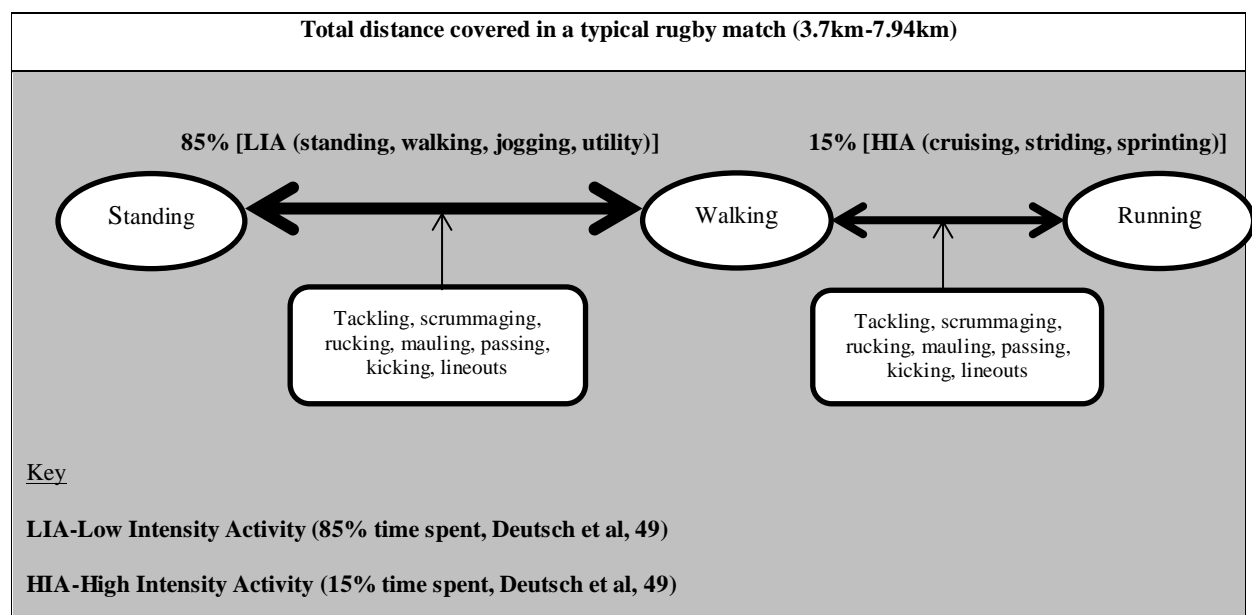 Total distance covered in a typical rugby match (3.7km-7.94km)
85% [LIA (standing, walking, jogging, utility)]
15% [HIA (cruising, striding, sprinting)]
Standing
Walking
Running
Tackling, scrummaging,
rucking, mauling, passing,
kicking, lineouts
Tackling, scrummaging,
rucking, mauling, passing,
kicking, lineouts
Key
LIA-Low Intensity Activity (85% time spent, Deutsch et al, 49)
HIA-High Intensity Activity (15% time spent, Deutsch et al, 49)